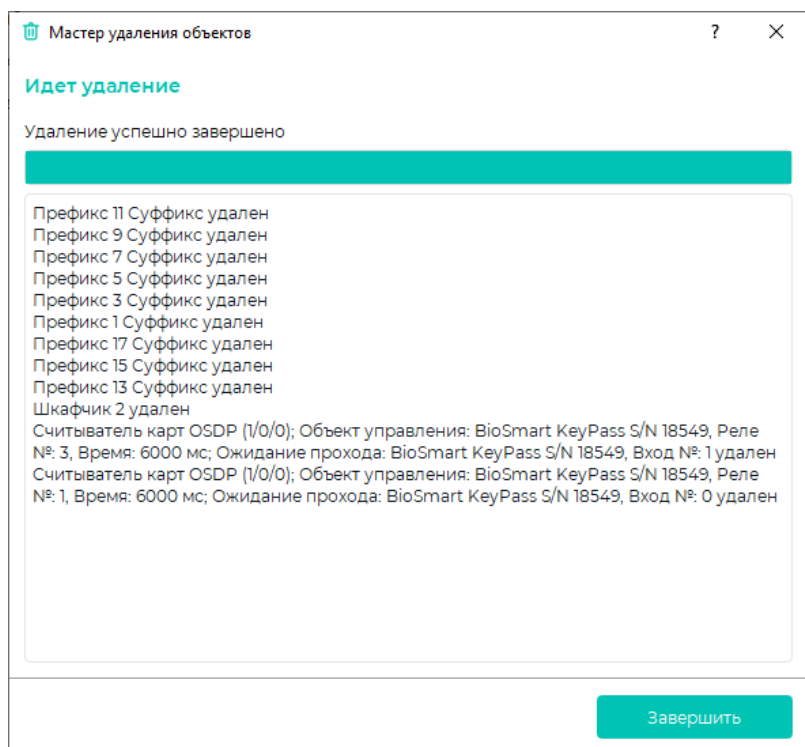 Мастер удаления объектов
?
Идет удаление
Удаление успешно завершено
Префикс 11 Суффикс удален
Префикс 9 Суффикс удален
Префикс 7 Суффикс удален
Префикс 5 Суффикс удален
Префикс 3 Суффикс удален
Префикс 1 Суффикс удален
Префикс 17 Суффикс удален
Префикс 15 Суффикс удален
Префикс 13 Суффикс удален
Шкафчик 2 удален
Считыватель карт OSDP (1/0/0); Объект управления: BioSmart KeyPass S/N 18549, Реле
№: 3, Время: 6000 мс; Ожидание прохода: BioSmart KeyPass S/N 18549, Вход №: 1 удален
Считыватель карт OSDP (1/0/0); Объект управления: BioSmart KeyPass S/N 18549, Реле
№: 1, Время: 6000 мс; Ожидание прохода: BioSmart KeyPass S/N 18549, Вход №: 0 удален
Завершить